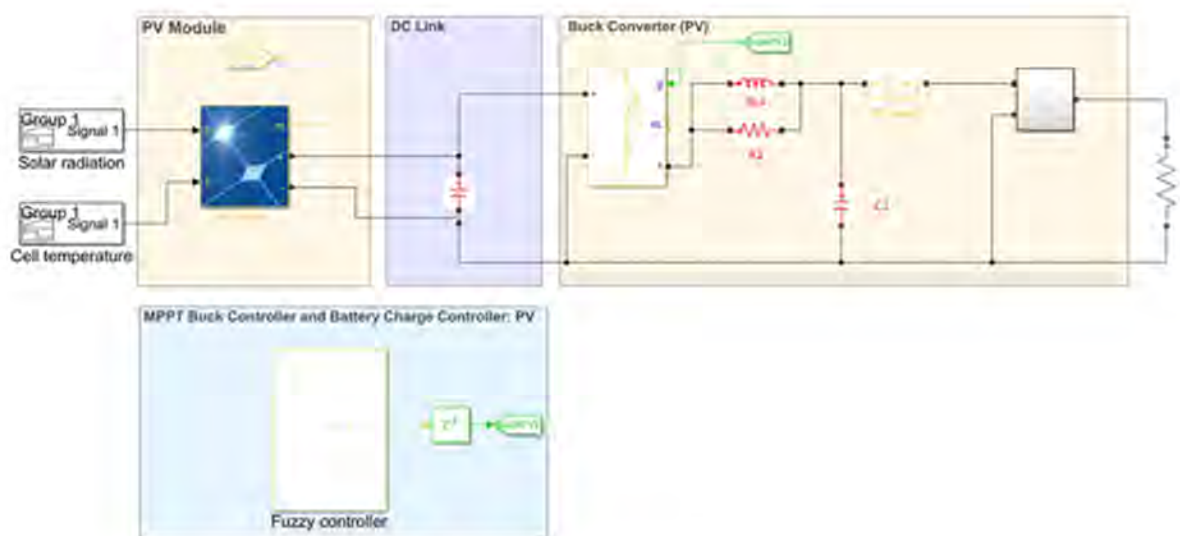 PV Module
DC Link
Buck Converter (PV)
Group 1
Signal 1
Solar radiation
Group 1
Signal 1
Cell temperature
MPPT Buck Controller and Battery Charge Controller: PV
Fuzzy controller